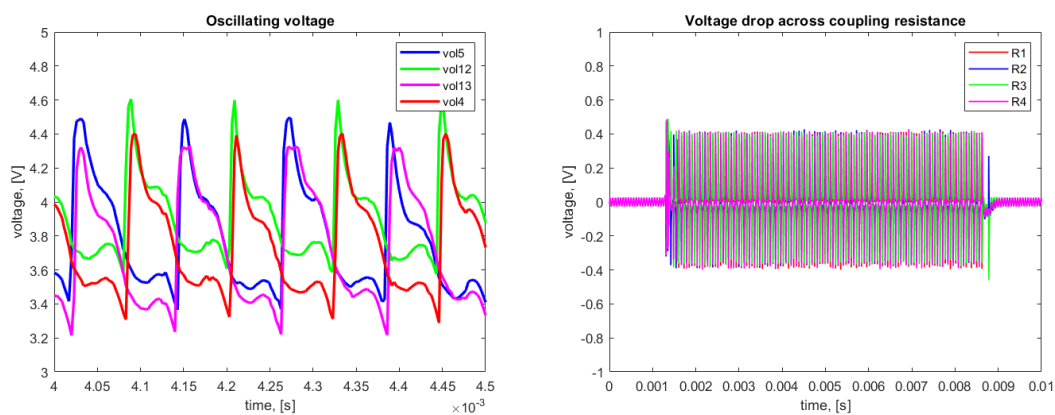 Oscillating voltage
voltage, [V]
5
4.8
4.6
4.4
4.2
4
3.8
3.6
3.4
3.2
3
vol5
vol12
vol13
vol4
4 4.05 4.1 4.15 4.2 4.25 4.3 4.35 4.4 4.45 4.5
time, [s]
×10⁻³
Voltage drop across coupling resistance
voltage, [V]
1
0.8
0.6
0.4
0.2
0
-0.2
-0.4
-0.6
-0.8
-1
R1
R2
R3
R4
0 0.001 0.002 0.003 0.004 0.005 0.006 0.007 0.008 0.009 0.01
time, [s]